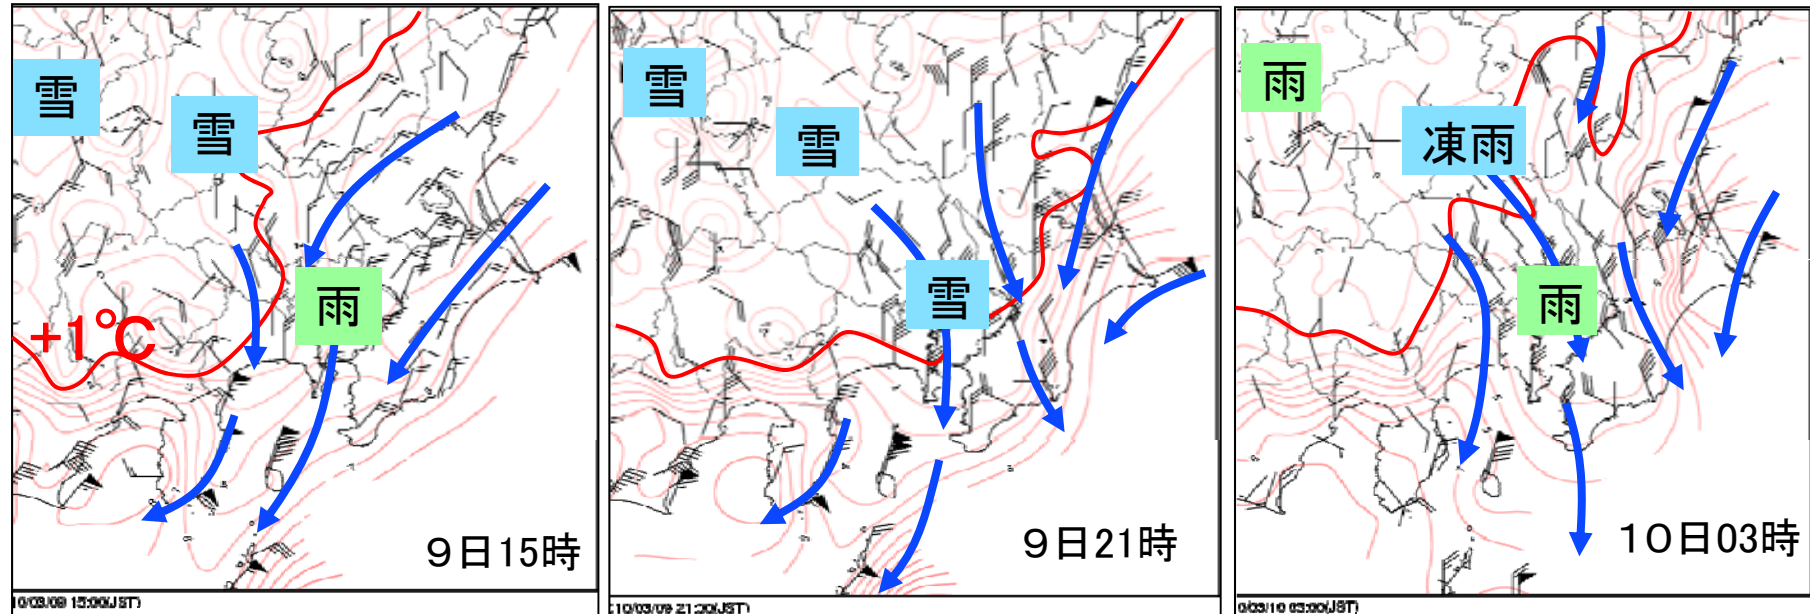 雪
雪
雨
+1℃
9日15時
10/03/09 15:00(JST)
雪
雪
雪
9日21時
10/03/09 21:00(JST)
雨
凍雨
雨
10日03時
0/03/10 03:00(JST)